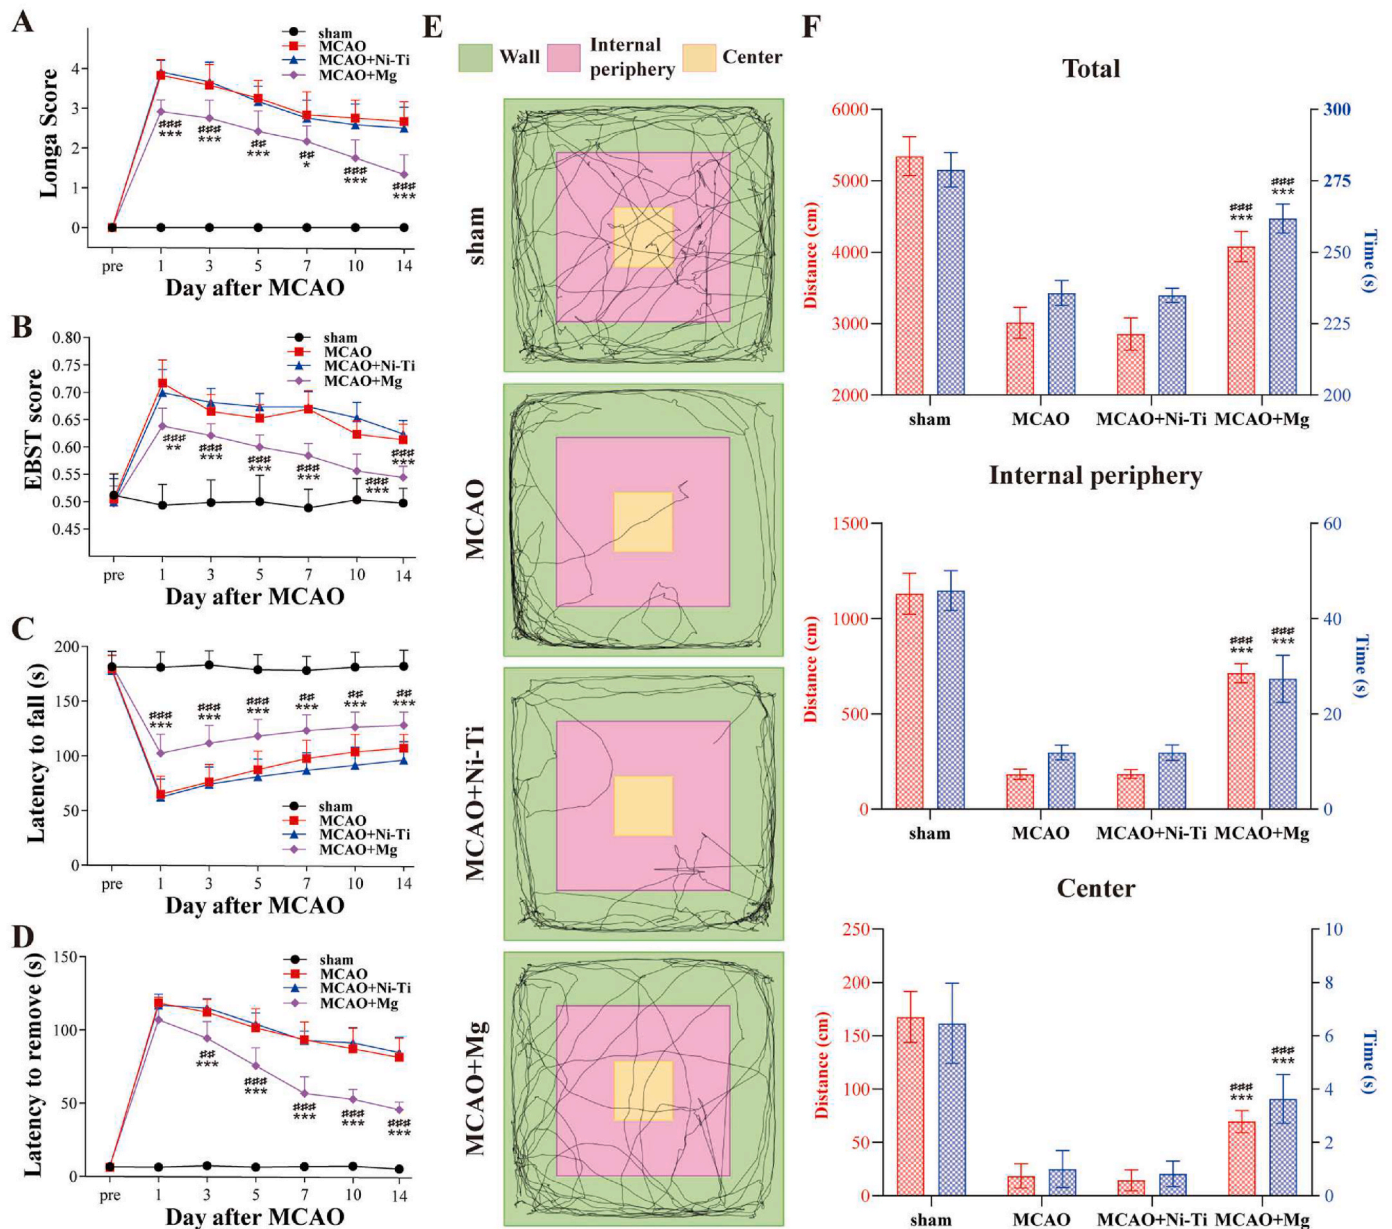 A
sham
MCAO
MCAO+Ni-Ti
MCAO+Mg
Longa Score
4
3
2
1
0
###
***
###
***
##
***
##
*
###
***
###
***
pre
1
3
5
7
10
14
Day after MCAO
B
sham
MCAO
MCAO+Ni-Ti
MCAO+Mg
EBST score
0.80
0.75
0.70
0.65
0.60
0.55
0.50
0.45
###
**
###
***
###
***
###
***
###
***
###
***
pre
1
3
5
7
10
14
Day after MCAO
C
Latency to fall (s)
200
150
100
50
0
###
***
###
***
###
***
##
***
#
***
##
***
sham
MCAO
MCAO+Ni-Ti
MCAO+Mg
pre
1
3
5
7
10
14
Day after MCAO
D
sham
MCAO
MCAO+Ni-Ti
MCAO+Mg
Latency to remove (s)
150
100
50
0
##
***
###
***
###
***
###
***
###
***
pre
1
3
5
7
10
14
Day after MCAO
E
Wall
Internal
periphery
Center
sham
MCAO
MCAO+Ni-Ti
MCAO+Mg
F
Total
Distance (cm)
6000
5000
4000
3000
2000
###
***
###
***
300
275
250
225
200
Time (s)
sham
MCAO
MCAO+Ni-Ti
MCAO+Mg
Internal periphery
Distance (cm)
1500
1000
500
0
###
***
###
***
60
40
20
0
Time (s)
sham
MCAO
MCAO+Ni-Ti
MCAO+Mg
Center
Distance (cm)
250
200
150
100
50
0
###
***
###
***
10
8
6
4
2
0
Time (s)
sham
MCAO
MCAO+Ni-Ti
MCAO+Mg